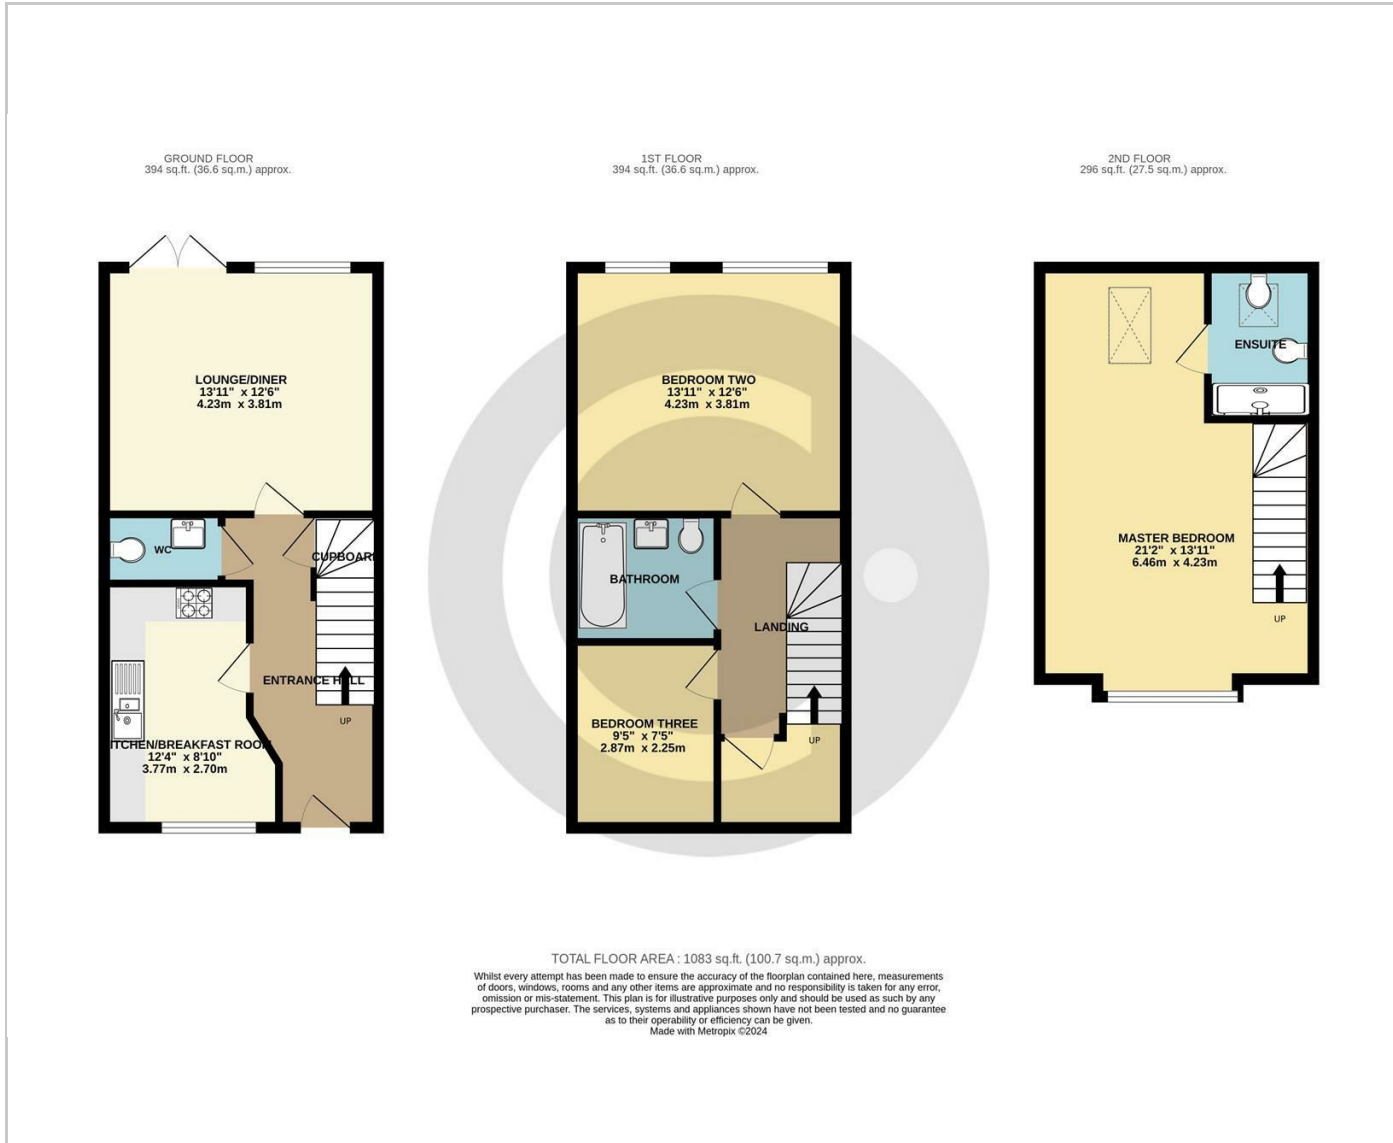 GROUND FLOOR
394 sq.ft. (36.6 sq.m.) approx.
1ST FLOOR
394 sq.ft. (36.6 sq.m.) approx.
2ND FLOOR
296 sq.ft. (27.5 sq.m.) approx.
LOUNGE/DINER
13'11" x 12'6"
4.23m x 3.81m
WC
CUPBOARD
ENTRANCE HALL
UP
KITCHEN/BREAKFAST ROOM
12'4" x 8'10"
3.77m x 2.70m
BEDROOM TWO
13'11" x 12'6"
4.23m x 3.81m
BATHROOM
LANDING
BEDROOM THREE
9'5" x 7'5"
2.87m x 2.25m
UP
ENSUITE
MASTER BEDROOM
21'2" x 13'11"
6.46m x 4.23m
UP
TOTAL FLOOR AREA : 1083 sq.ft. (100.7 sq.m.) approx.
Whilst every attempt has been made to ensure the accuracy of the floorplan contained here, measurements
of doors, windows, rooms and any other items are approximate and no responsibility is taken for any error,
omission or mis-statement. This plan is for illustrative purposes only and should be used as such by any
prospective purchaser. The services, systems and appliances shown have not been tested and no guarantee
as to their operability or efficiency can be given.
Made with Metropix ©2024